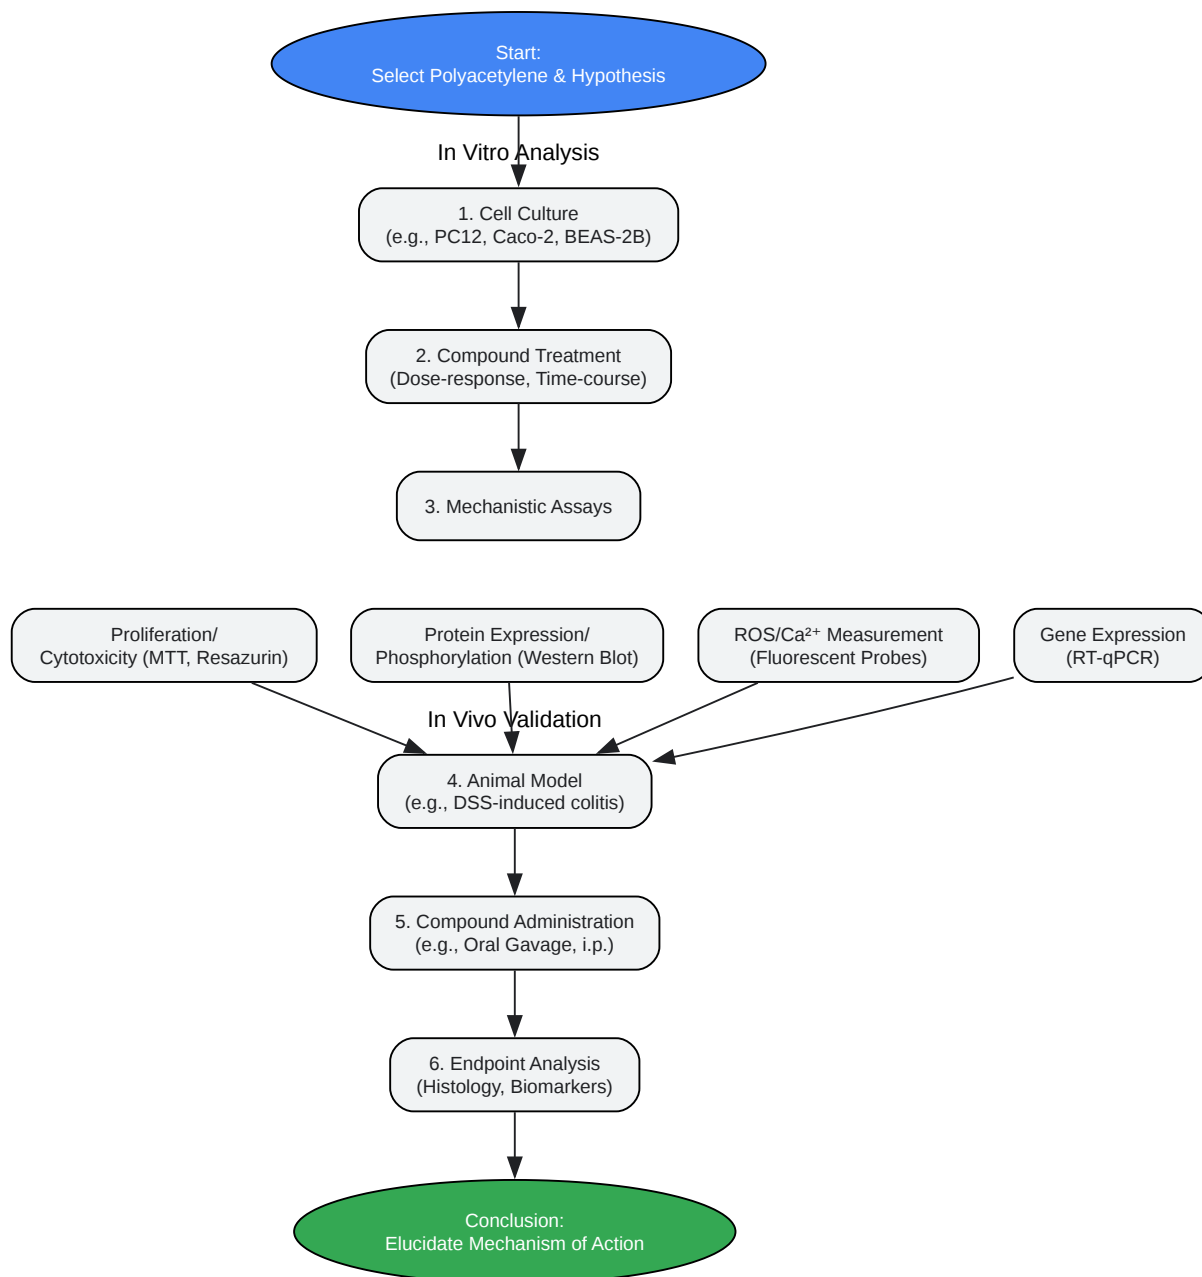 Start:
Select Polyacetylene & Hypothesis
In Vitro Analysis
1. Cell Culture
(e.g., PC12, Caco-2, BEAS-2B)
2. Compound Treatment
(Dose-response, Time-course)
3. Mechanistic Assays
Proliferation/
Cytotoxicity (MTT, Resazurin)
Protein Expression/
Phosphorylation (Western Blot)
ROS/Ca²⁺ Measurement
(Fluorescent Probes)
Gene Expression
(RT-qPCR)
In Vivo Validation
4. Animal Model
(e.g., DSS-induced colitis)
5. Compound Administration
(e.g., Oral Gavage, i.p.)
6. Endpoint Analysis
(Histology, Biomarkers)
Conclusion:
Elucidate Mechanism of Action